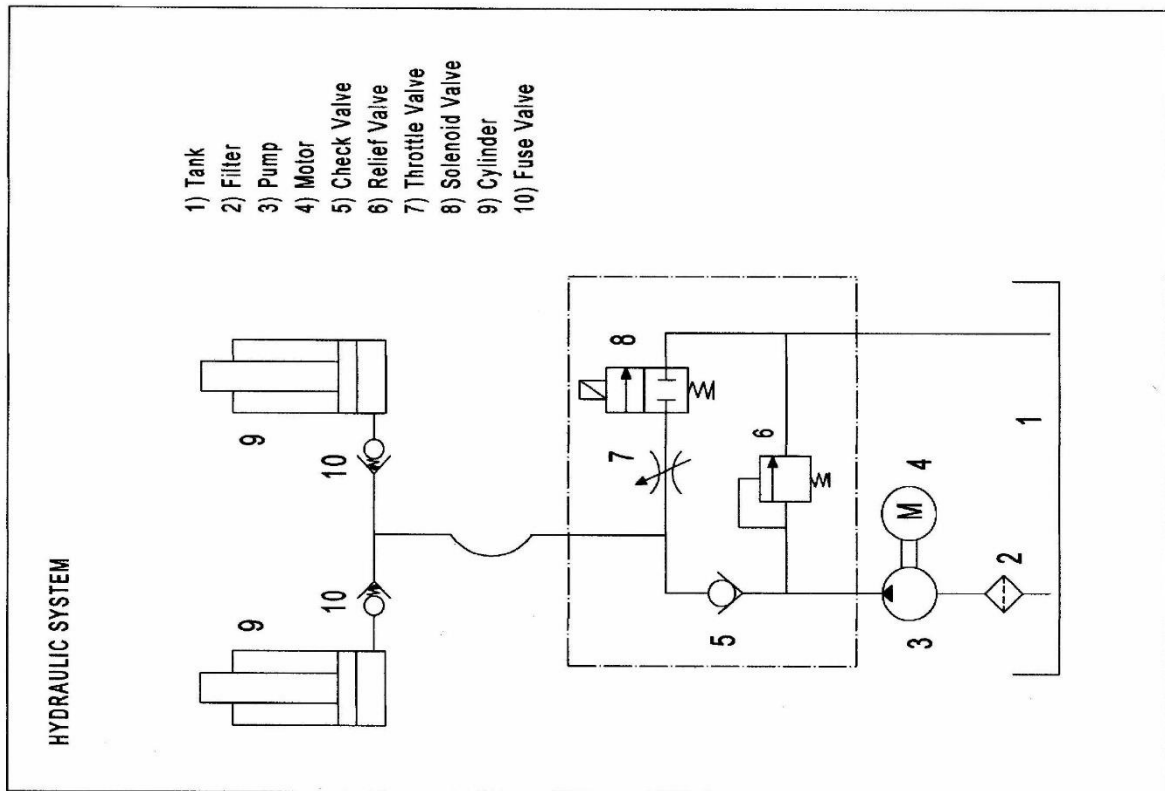 HYDRAULIC SYSTEM
1) Tank
2) Filter
3) Pump
4) Motor
5) Check Valve
6) Relief Valve
7) Throttle Valve
8) Solenoid Valve
9) Cylinder
10) Fuse Valve
9
9
10
10
8
7
6
5
4
M
3
2
1